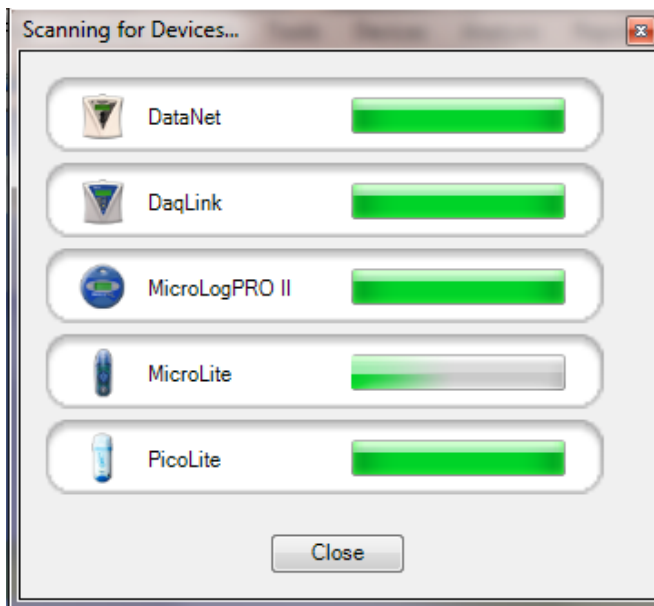 Scanning for Devices...
DataNet
DaqLink
MicroLogPRO II
MicroLite
PicoLite
Close